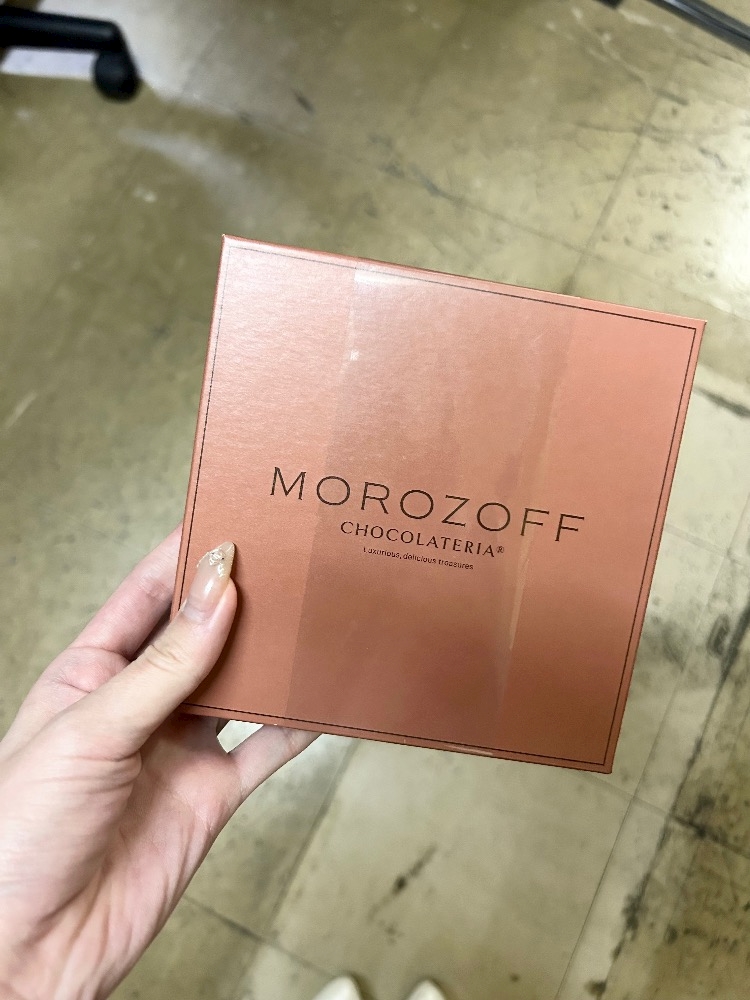 MOROZOFF
CHOCOLATERIA®
Luxurious, delicious treasures